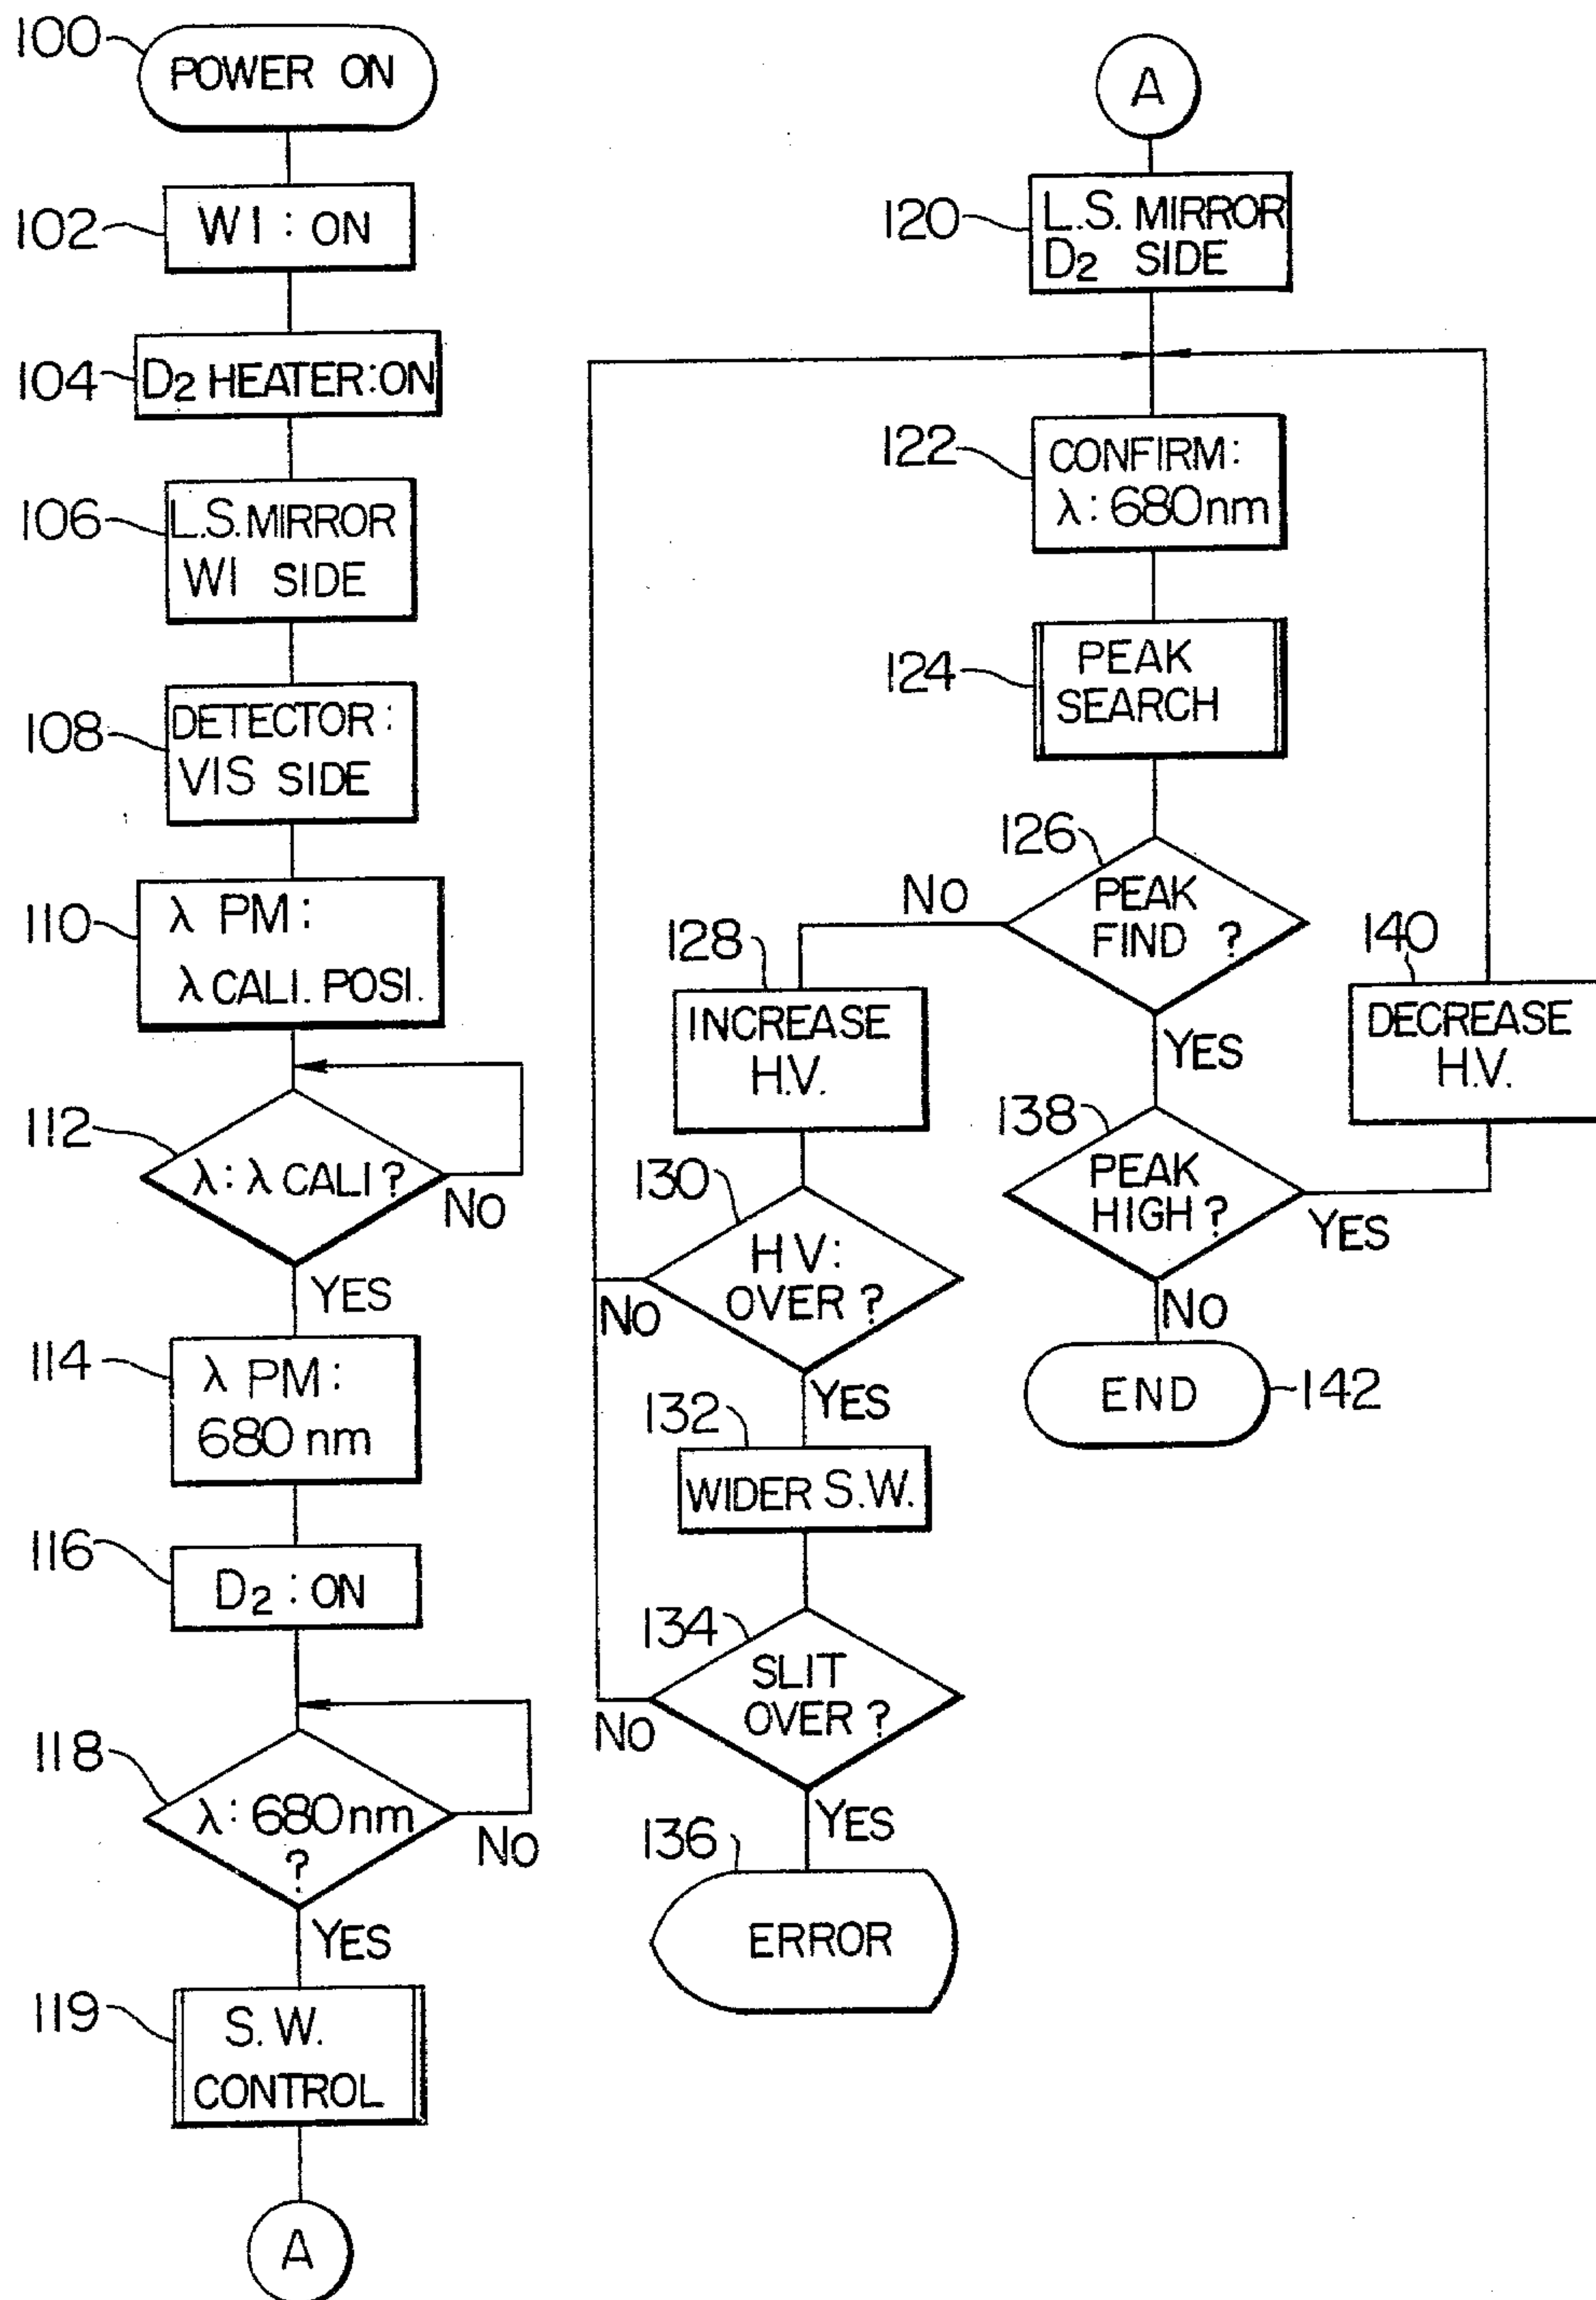 100
POWER ON
102
WI : ON
104
D2 HEATER:ON
106
L.S. MIRROR
WI SIDE
108
DETECTOR:
VIS SIDE
110
λ PM:
λ CALI. POSI.
112
λ: λ CALI?
NO
YES
114
λ PM:
680 nm
116
D2 : ON
118
λ: 680nm
?
NO
YES
119
S. W.
CONTROL
A
A
120
L.S. MIRROR
D2 SIDE
122
CONFIRM:
λ: 680nm
124
PEAK
SEARCH
126
PEAK
FIND ?
NO
YES
128
INCREASE
H.V.
130
H V:
OVER ?
NO
YES
132
WIDER S.W.
134
SLIT
OVER ?
NO
YES
136
ERROR
138
PEAK
HIGH ?
YES
NO
140
DECREASE
H.V.
END
142